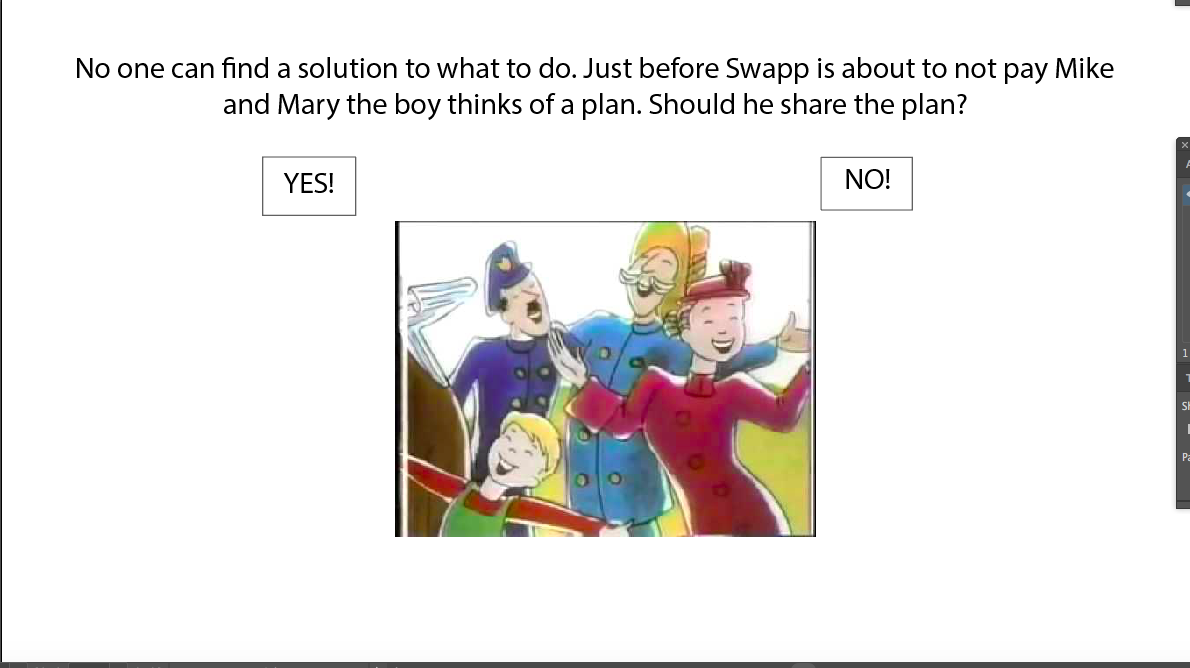 No one can find a solution to what to do. Just before Swapp is about to not pay Mike
and Mary the boy thinks of a plan. Should he share the plan?
YES!
NO!